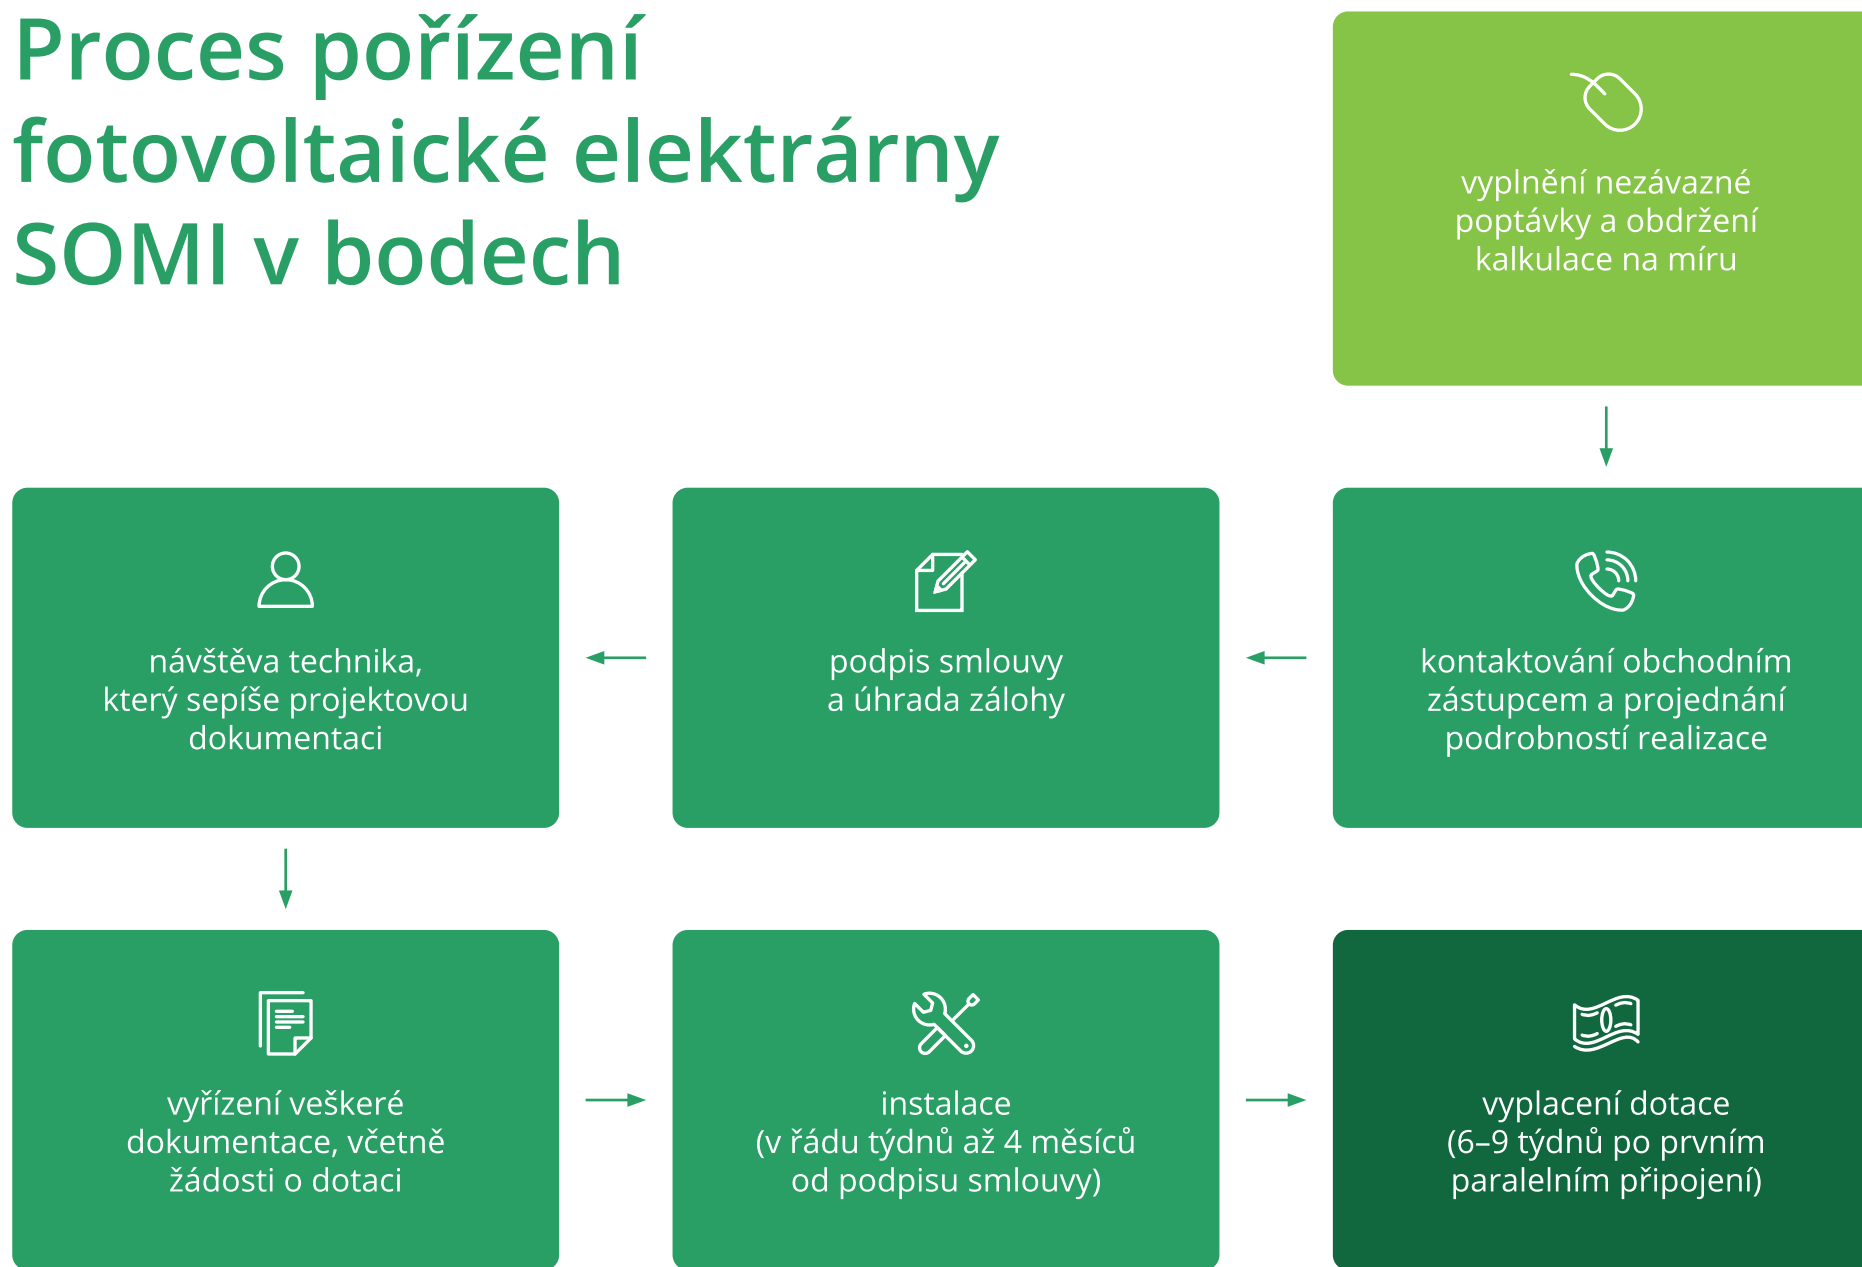 Proces pořízení
fotovoltaické elektrárny
SOMI v bodech
vyplnění nezávazné
poptávky a obdržení
kalkulace na míru
kontaktování obchodním
zástupcem a projednání
podrobností realizace
podpis smlouvy
a úhrada zálohy
návštěva technika,
který sepíše projektovou
dokumentaci
vyřízení veškeré
dokumentace, včetně
žádosti o dotaci
instalace
(v řádu týdnů až 4 měsíců
od podpisu smlouvy)
vyplacení dotace
(6–9 týdnů po prvním
paralelním připojení)